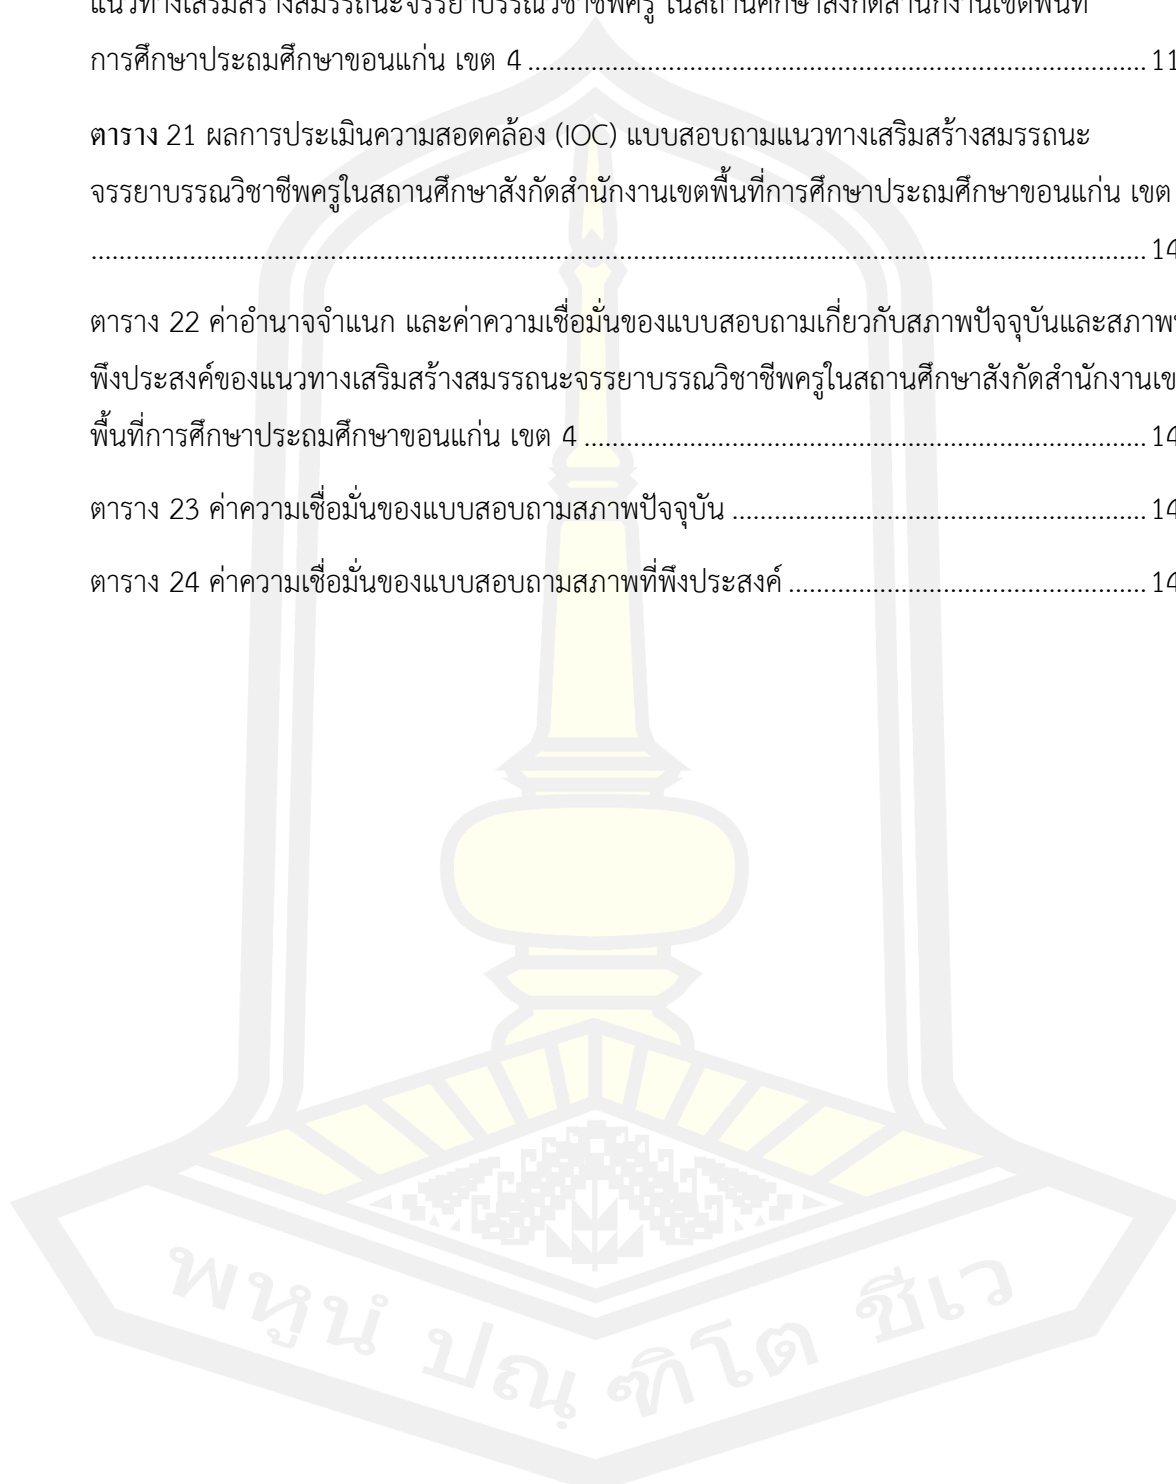 แนวทางเสริมสร้างสมรรถนะจรรยาบรรณวิชาชีพครู ในสถานศึกษาสังกัดสำนักงานเขตพื้นที่
การศึกษาประถมศึกษาขอนแก่น เขต 4 ........................................................................................ 11
ตาราง 21 ผลการประเมินความสอดคล้อง (IOC) แบบสอบถามแนวทางเสริมสร้างสมรรถนะ
จรรยาบรรณวิชาชีพครูในสถานศึกษาสังกัดสำนักงานเขตพื้นที่การศึกษาประถมศึกษาขอนแก่น เขต
........................................................................................ 14
ตาราง 22 ค่าอำนาจจำแนก และค่าความเชื่อมั่นของแบบสอบถามเกี่ยวกับสภาพปัจจุบันและสภาพ
พึงประสงค์ของแนวทางเสริมสร้างสมรรถนะจรรยาบรรณวิชาชีพครูในสถานศึกษาสังกัดสำนักงานเข
พื้นที่การศึกษาประถมศึกษาขอนแก่น เขต 4 ........................................................................................ 14
ตาราง 23 ค่าความเชื่อมั่นของแบบสอบถามสภาพปัจจุบัน ................................................................ 14
ตาราง 24 ค่าความเชื่อมั่นของแบบสอบถามสภาพที่พึงประสงค์ ........................................................ 14
พหูนํ ปณฺฑิโต ชีเว